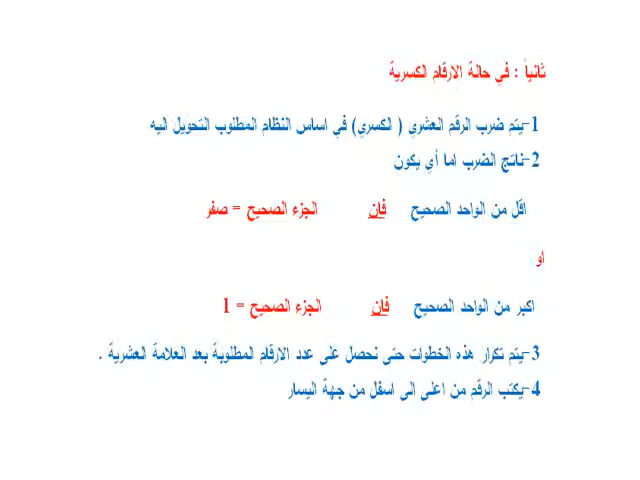 ثانياً : في حالة الارقام الكسرية
1-يتم ضرب الرقم العشري ( الكسري) في اساس النظام المطلوب التحويل اليه
2-ناتج الضرب اما أي يكون
اقل من الواحد الصحيح فإن الجزء الصحيح = صفر
او
اكبر من الواحد الصحيح فإن الجزء الصحيح = 1
3-يتم تكرار هذه الخطوات حتى نحصل على عدد الارقام المطلوبة بعد العلامة العشرية .
4-يكتب الرقم من اعلى الى اسفل من جهة اليسار